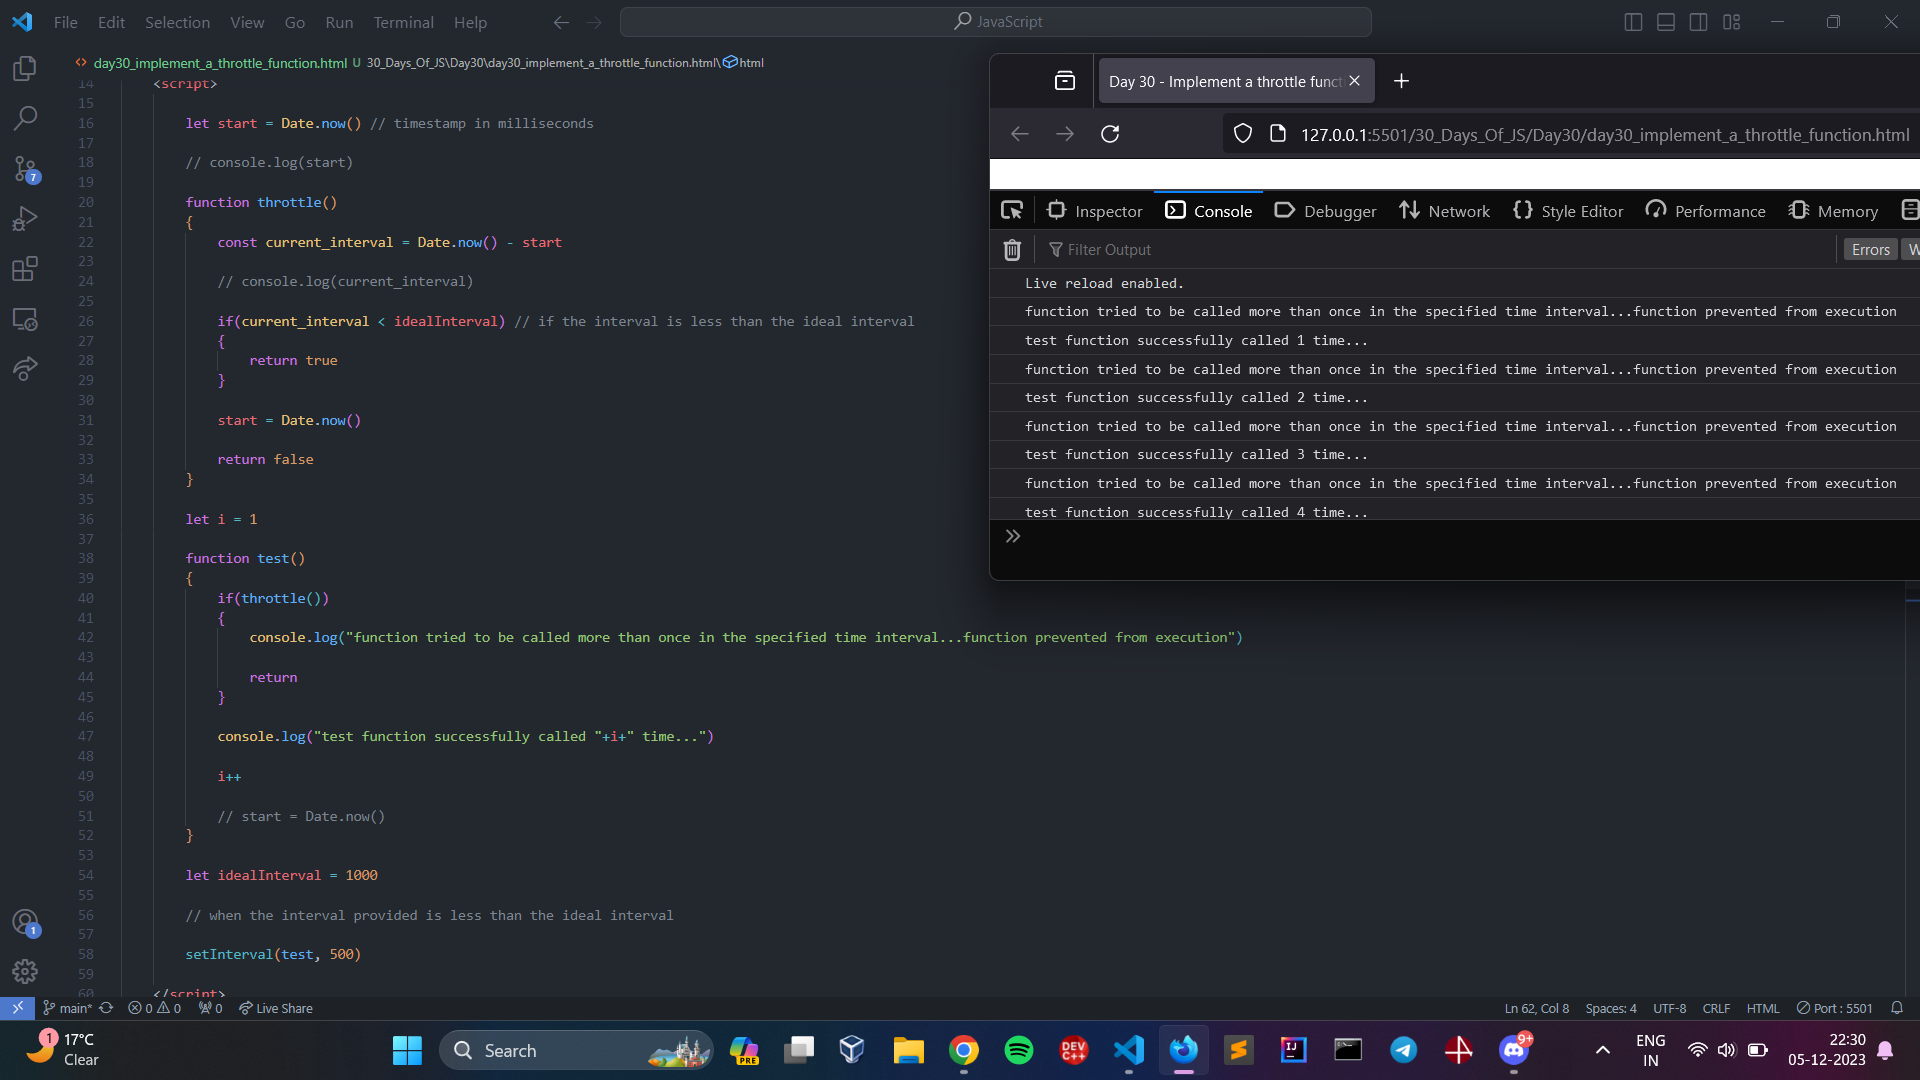 File Edit Selection View Go Run Terminal Help
JavaScript
day30_implement_a_throttle_function.html U 30_Days_Of_JS\Day30\day30_implement_a_throttle_function.html\html
14 <script>
15
16 let start = Date.now() // timestamp in milliseconds
17
18 // console.log(start)
19
20 function throttle()
21 {
22 const current_interval = Date.now() - start
23
24 // console.log(current_interval)
25
26 if(current_interval < idealInterval) // if the interval is less than the ideal interval
27 {
28 return true
29 }
30
31 start = Date.now()
32
33 return false
34 }
35
36 let i = 1
37
38 function test()
39 {
40 if(throttle())
41 {
42 console.log("function tried to be called more than once in the specified time interval...function prevented from execution")
43
44 return
45 }
46
47 console.log("test function successfully called "+i+" time...")
48
49 i++
50
51 // start = Date.now()
52 }
53
54 let idealInterval = 1000
55
56 // when the interval provided is less than the ideal interval
57
58 setInterval(test, 500)
59
60 </script>
7
1
Day 30 - Implement a throttle funct
127.0.0.1:5501/30_Days_Of_JS/Day30/day30_implement_a_throttle_function.html
Inspector Console Debugger Network Style Editor Performance Memory
Filter Output Errors W
Live reload enabled.
function tried to be called more than once in the specified time interval...function prevented from execution
test function successfully called 1 time...
function tried to be called more than once in the specified time interval...function prevented from execution
test function successfully called 2 time...
function tried to be called more than once in the specified time interval...function prevented from execution
test function successfully called 3 time...
function tried to be called more than once in the specified time interval...function prevented from execution
test function successfully called 4 time...
main* 0 0 0 Live Share Ln 62, Col 8 Spaces: 4 UTF-8 CRLF HTML Port : 5501
1 17°C
Clear
Search
PRE
DEV C++
IJ
9+
ENG
IN
22:30
05-12-2023